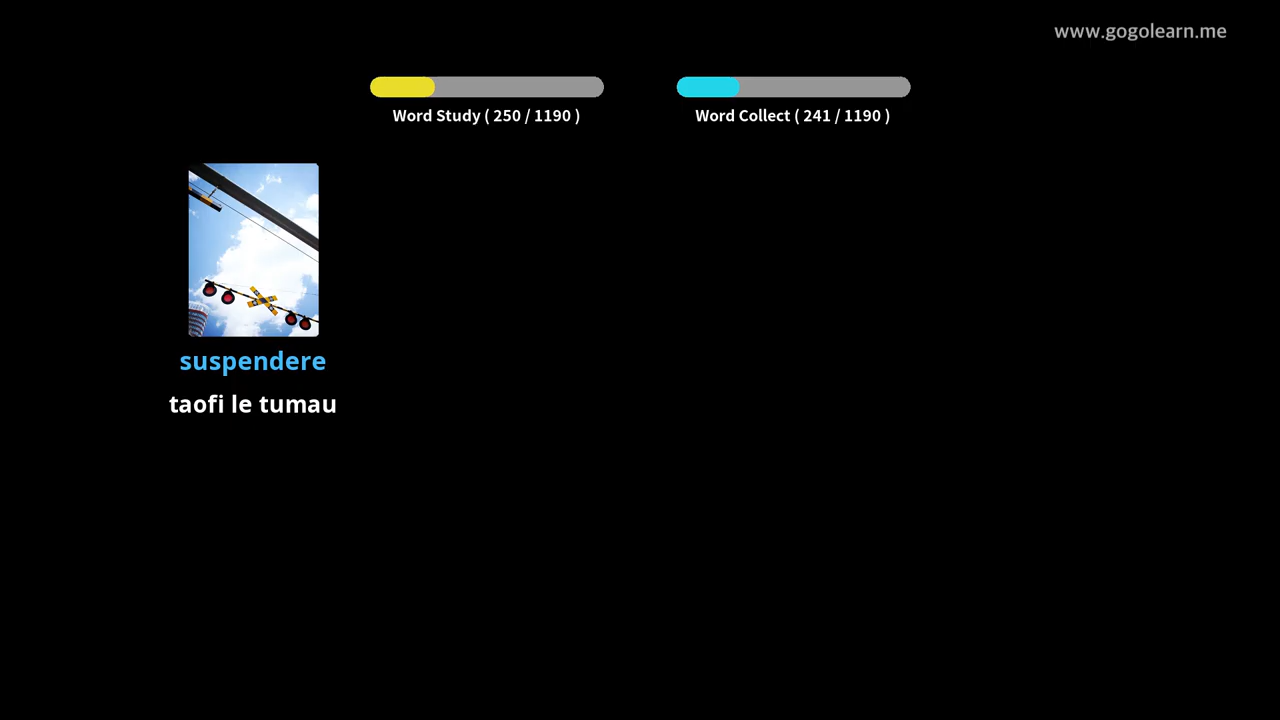 www.gogolearn.me
Word Study ( 250 / 1190 )
Word Collect ( 241 / 1190 )
suspendere
taofi le tumau